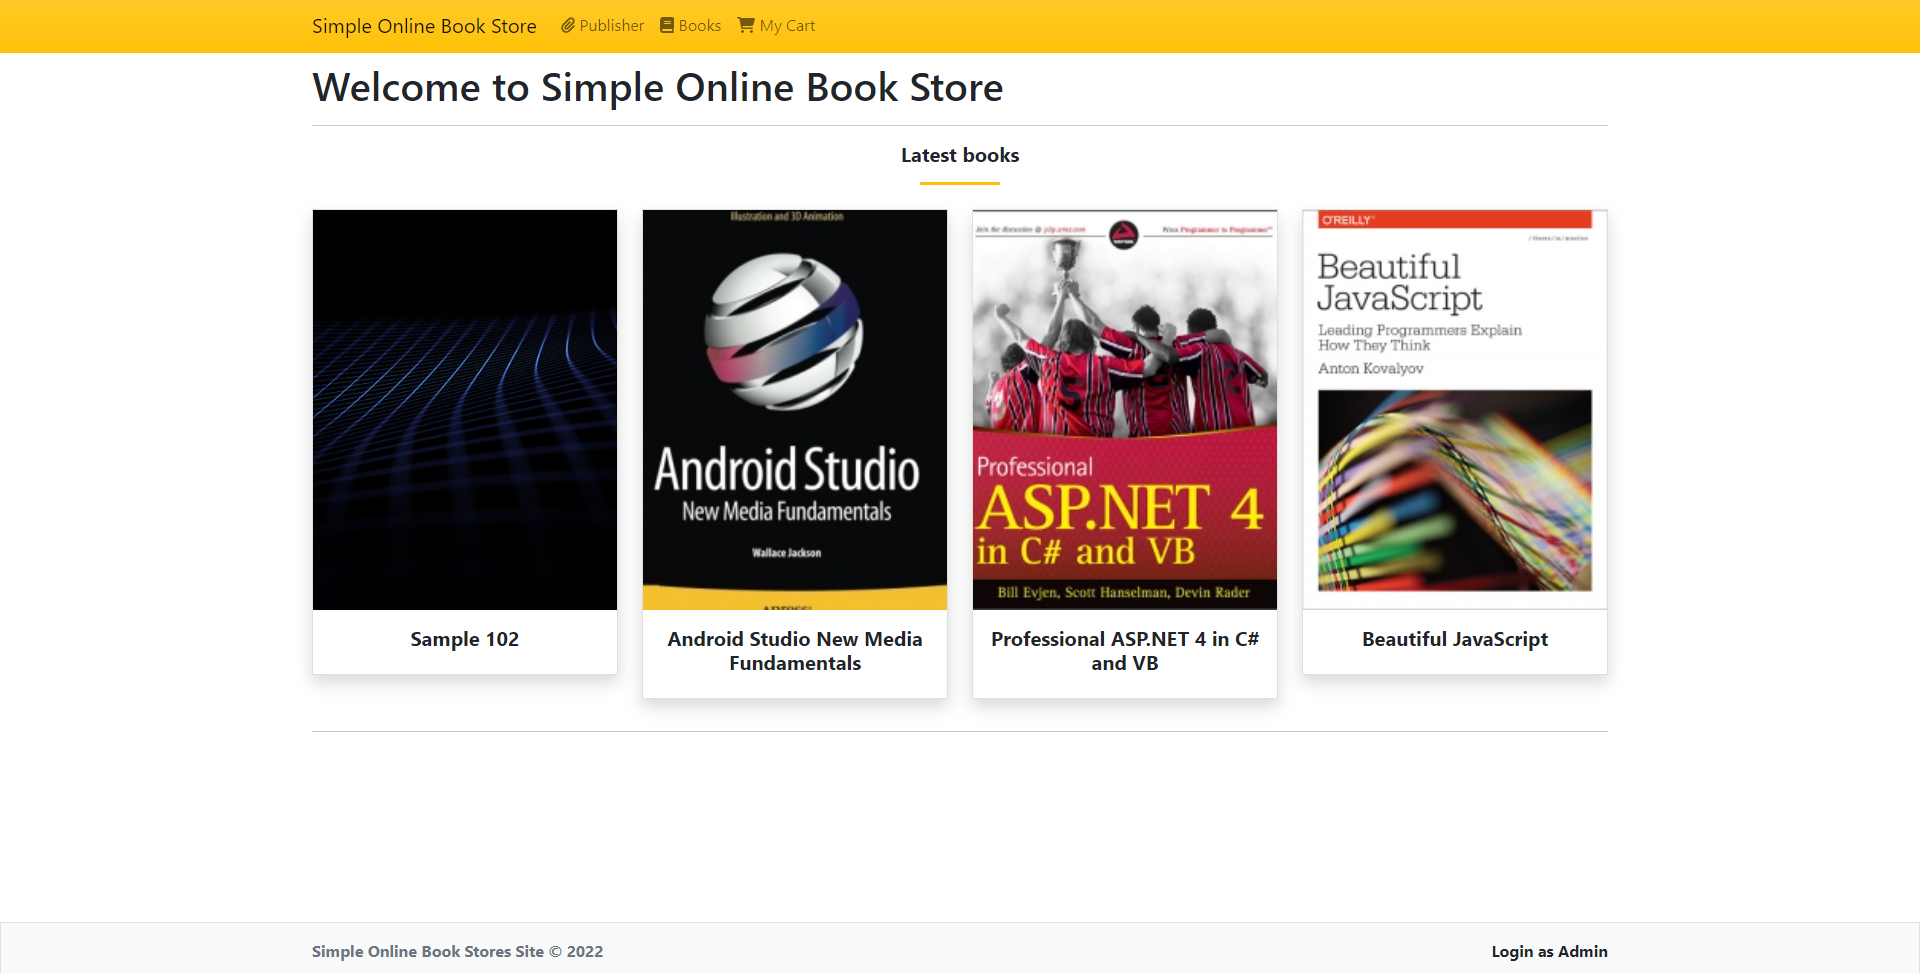 Simple Online Book Store Publisher Books My Cart
Welcome to Simple Online Book Store
Latest books
Illustration and 3D Animation
Android Studio
New Media Fundamentals
Wallace Jackson
Join the discussion @ p2p.wrox.com
Wrox Programmer to Programmer™
Professional
ASP.NET 4
in C# and VB
Bill Evjen, Scott Hanselman, Devin Rader
O'REILLY®
Beautiful
JavaScript
Leading Programmers Explain
How They Think
Anton Kovalyov
Sample 102
Android Studio New Media
Fundamentals
Professional ASP.NET 4 in C#
and VB
Beautiful JavaScript
Simple Online Book Stores Site © 2022
Login as Admin